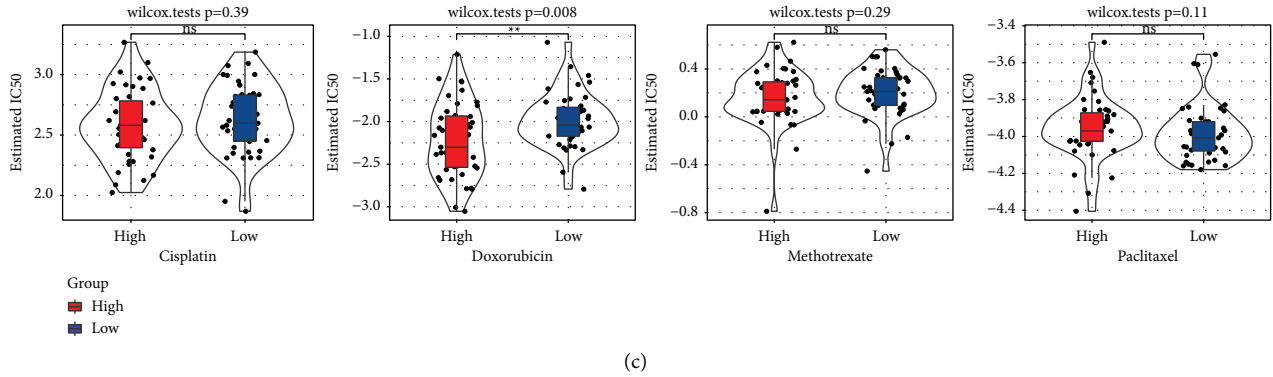 wilcox.tests p=0.39
ns
Estimated IC50
3.0
2.5
2.0
High Low
Cisplatin
wilcox.tests p=0.008
**
Estimated IC50
−1.0
−1.5
−2.0
−2.5
−3.0
High Low
Doxorubicin
wilcox.tests p=0.29
ns
Estimated IC50
0.4
0.0
−0.4
−0.8
High Low
Methotrexate
wilcox.tests p=0.11
ns
Estimated IC50
−3.4
−3.6
−3.8
−4.0
−4.2
−4.4
High Low
Paclitaxel
Group
High
Low
(c)